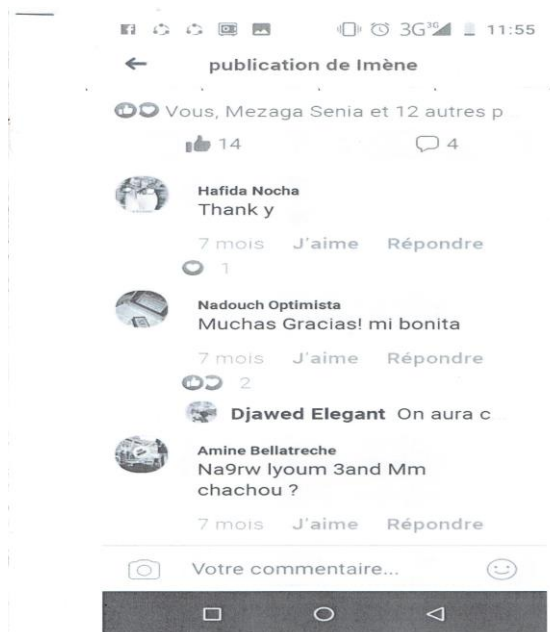 3G 3G 11:55
publication de Imène
Vous, Mezaga Senia et 12 autres p
14 4
Hafida Nocha
Thank y
7 mois J'aime Répondre
1
Nadouch Optimista
Muchas Gracias! mi bonita
7 mois J'aime Répondre
2
Djawed Elegant On aura c
Amine Bellatreche
Na9rw lyoum 3and Mm
chachou ?
7 mois J'aime Répondre
Votre commentaire...